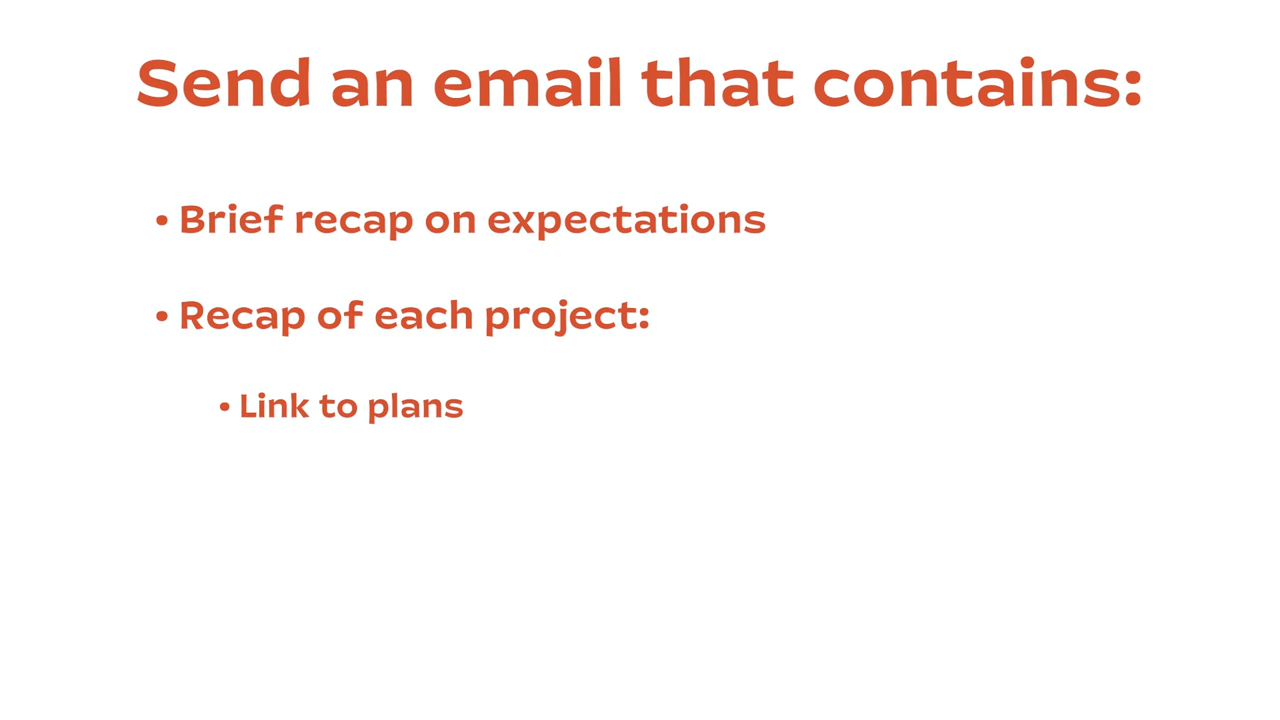 Send an email that contains:
• Brief recap on expectations
• Recap of each project:
• Link to plans